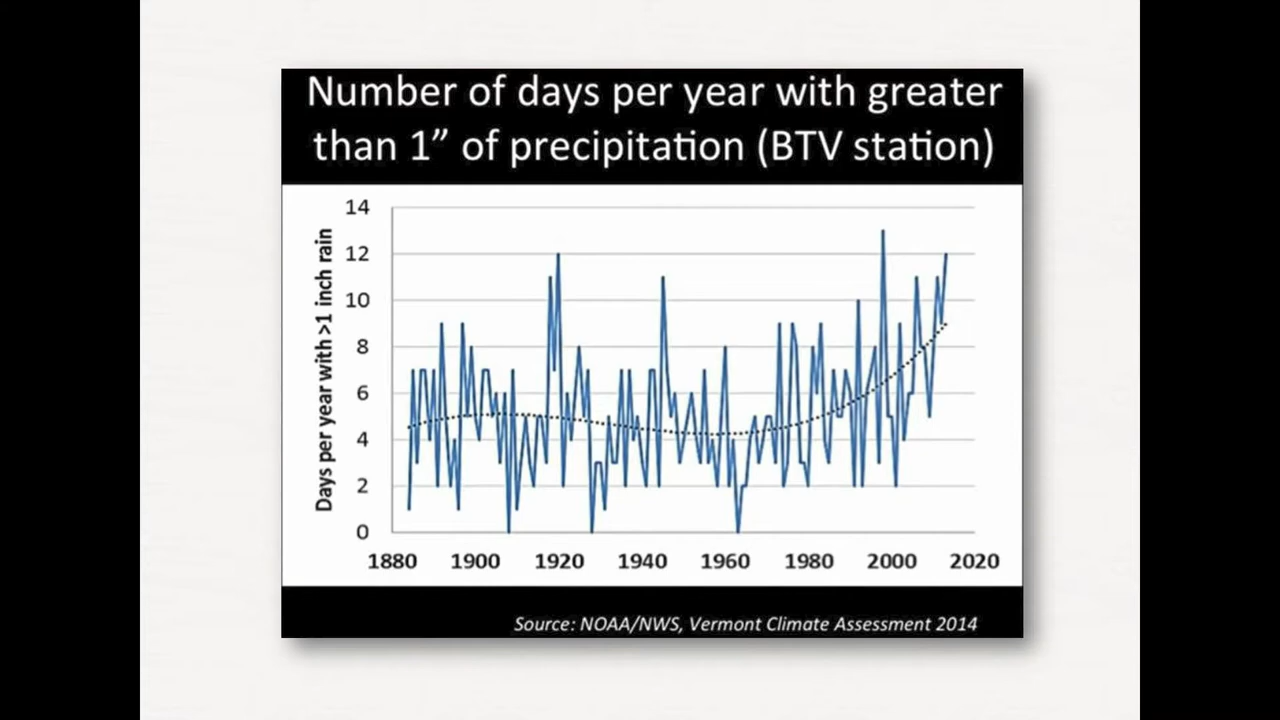 Number of days per year with greater
than 1” of precipitation (BTV station)
Days per year with >1 inch rain
14
12
10
8
6
4
2
0
1880 1900 1920 1940 1960 1980 2000 2020
Source: NOAA/NWS, Vermont Climate Assessment 2014